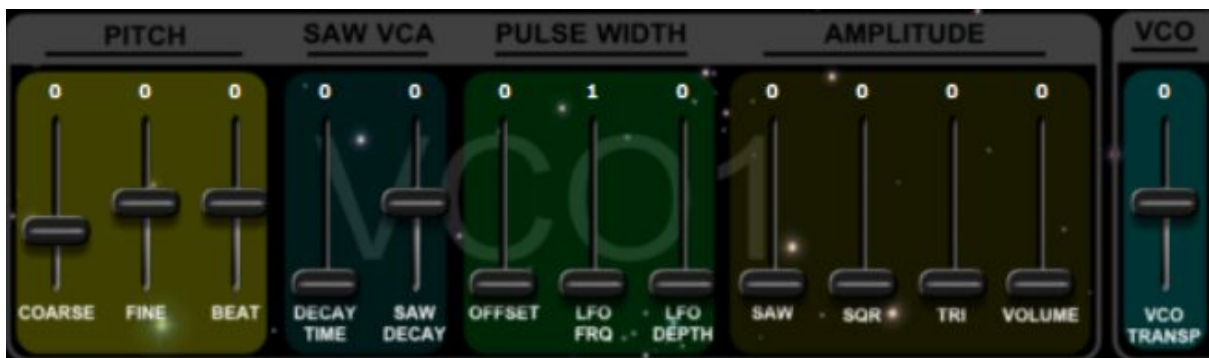 PITCH SAW VCA PULSE WIDTH AMPLITUDE VCO
0 0 0 0 0 0 1 0 0 0 0 0 0
VCO1
COARSE FINE BEAT DECAY TIME SAW DECAY OFFSET LFO FRQ LFO DEPTH SAW SQR TRI VOLUME VCO TRANSP